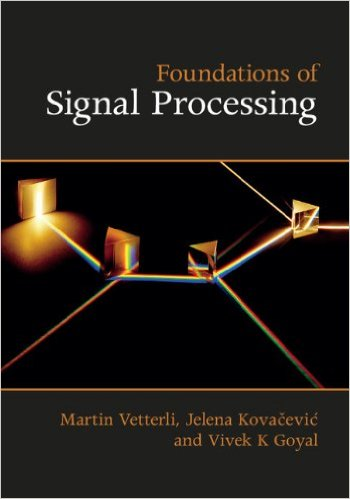 Foundations of
Signal Processing
Martin Vetterli, Jelena Kovačević
and Vivek K Goyal